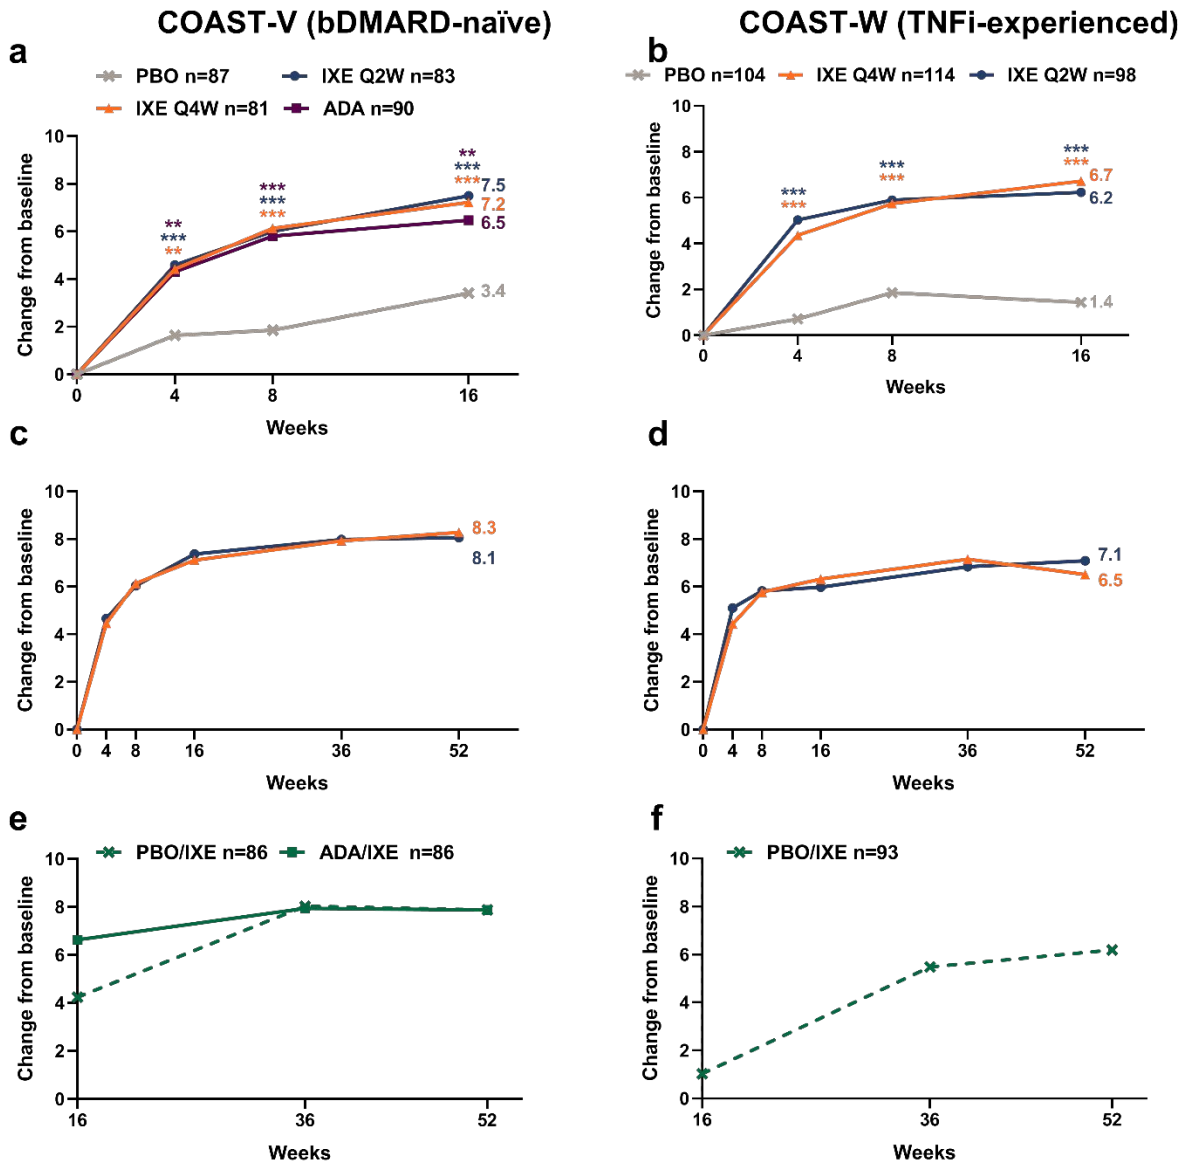 COAST-V (bDMARD-naïve)
COAST-W (TNFi-experienced)
a
PBO n=87
IXE Q2W n=83
IXE Q4W n=81
ADA n=90
Change from baseline
10
8
6
4
2
0
**
***
**
***
***
***
**
***
***
7.5
7.2
6.5
3.4
0
4
8
16
Weeks
b
PBO n=104
IXE Q4W n=114
IXE Q2W n=98
Change from baseline
10
8
6
4
2
0
***
***
***
***
***
***
6.7
6.2
1.4
0
4
8
16
Weeks
c
Change from baseline
10
8
6
4
2
0
8.3
8.1
0
4
8
16
36
52
Weeks
d
Change from baseline
10
8
6
4
2
0
7.1
6.5
0
4
8
16
36
52
Weeks
e
PBO/IXE n=86
ADA/IXE n=86
Change from baseline
10
8
6
4
2
0
16
36
52
Weeks
f
PBO/IXE n=93
Change from baseline
10
8
6
4
2
0
16
36
52
Weeks